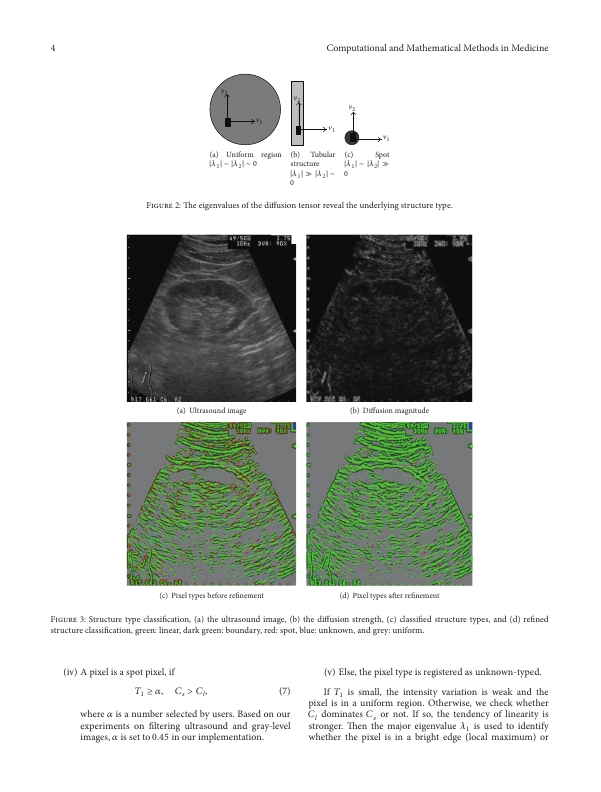 4
Computational and Mathematical Methods in Medicine
v2
v1
v2
v1
v2
v1
(a) Uniform region
|λ1| ~ |λ2| ~ 0
(b) Tubular
structure
|λ1| ≫ |λ2| ~
0
(c) Spot
|λ1| ~ |λ2| ≫
0
Figure 2: The eigenvalues of the diffusion tensor reveal the underlying structure type.
(a) Ultrasound image
(b) Diffusion magnitude
(c) Pixel types before refinement
(d) Pixel types after refinement
Figure 3: Structure type classification, (a) the ultrasound image, (b) the diffusion strength, (c) classified structure types, and (d) refined
structure classification, green: linear, dark green: boundary, red: spot, blue: unknown, and grey: uniform.
(iv) A pixel is a spot pixel, if
T1 ≥ α, Cs > Cl, (7)
where α is a number selected by users. Based on our
experiments on filtering ultrasound and gray-level
images, α is set to 0.45 in our implementation.
(v) Else, the pixel type is registered as unknown-typed.
If T1 is small, the intensity variation is weak and the
pixel is in a uniform region. Otherwise, we check whether
Cl dominates Cs or not. If so, the tendency of linearity is
stronger. Then the major eigenvalue λ1 is used to identify
whether the pixel is in a bright edge (local maximum) or